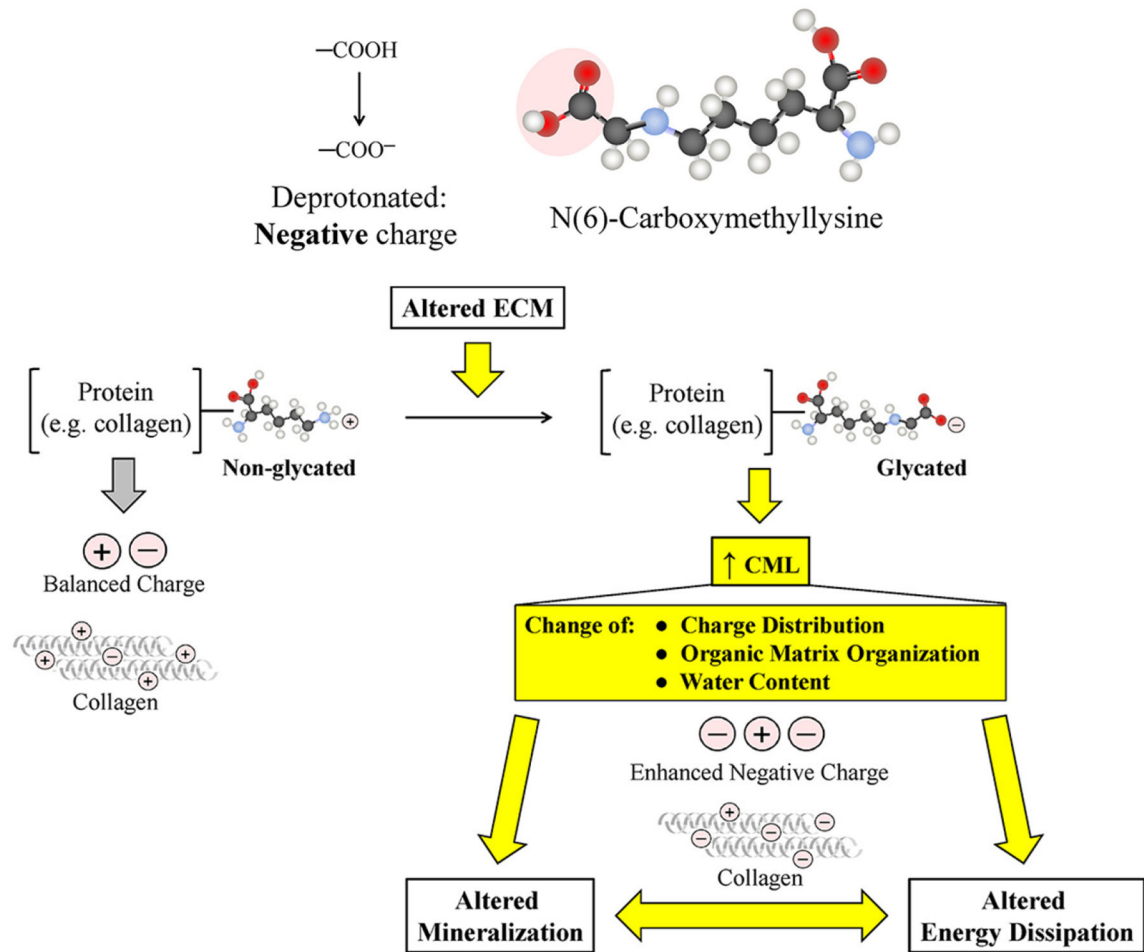 —COOH
—COO⁻
Deprotonated:
Negative charge
N(6)-Carboxymethyllysine
Altered ECM
Protein
(e.g. collagen)
+
Non-glycated
Protein
(e.g. collagen)
−
Glycated
+ −
Balanced Charge
+
+ − +
+
Collagen
↑ CML
Change of: ● Charge Distribution
● Organic Matrix Organization
● Water Content
− + −
Enhanced Negative Charge
+ −
− −
−
Collagen
Altered
Mineralization
Altered
Energy Dissipation